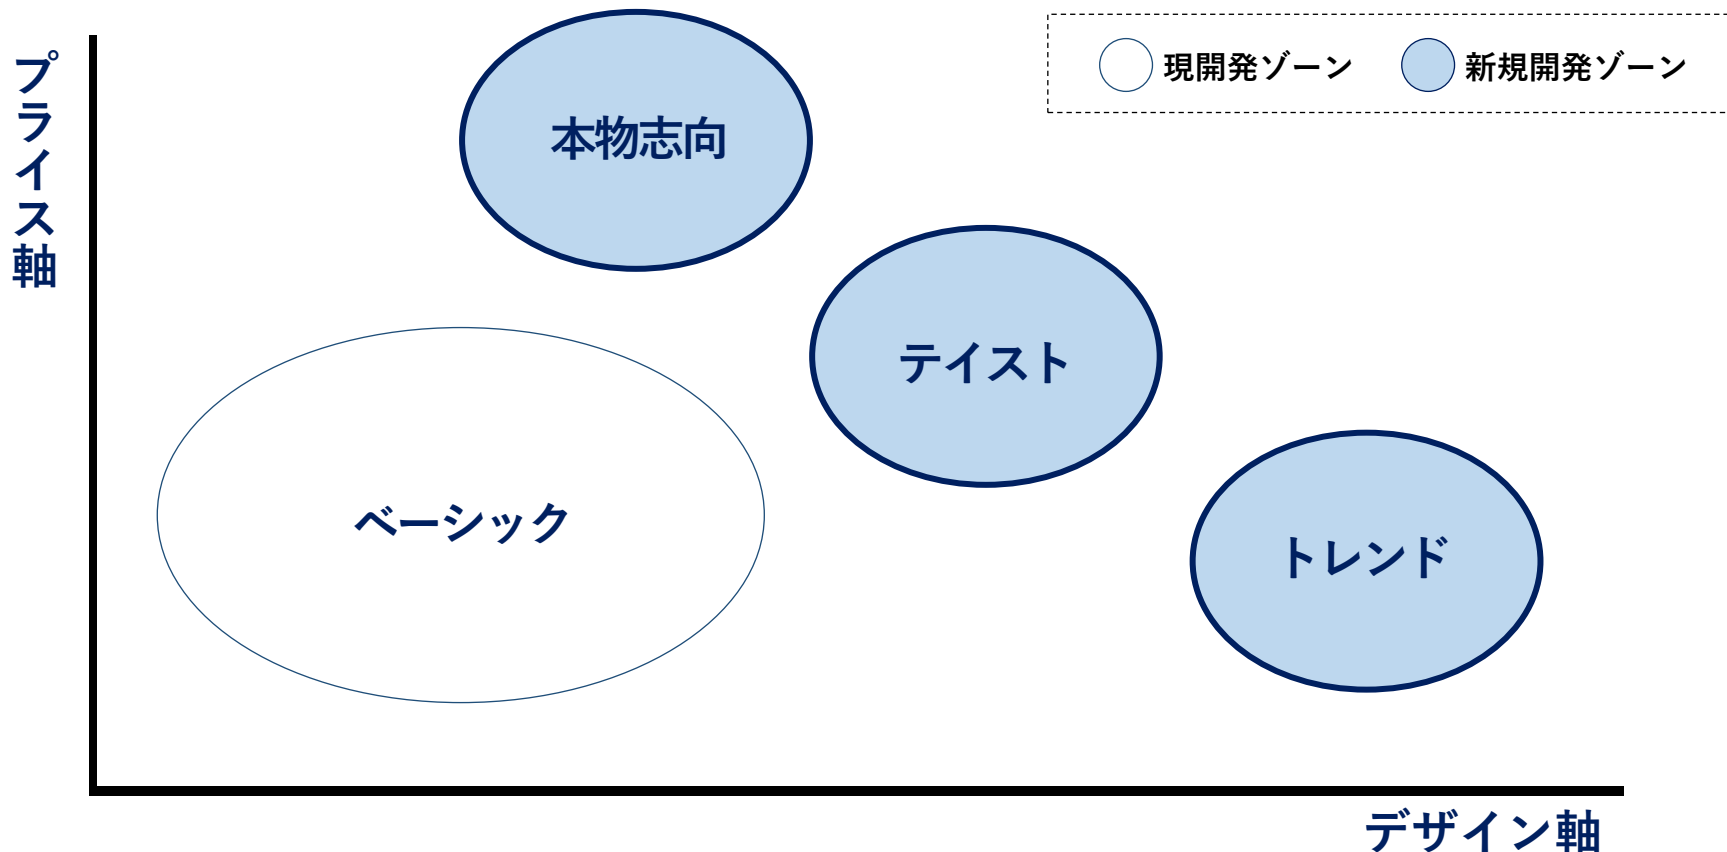 プライス軸
現開発ゾーン
新規開発ゾーン
本物志向
テイスト
ベーシック
トレンド
デザイン軸